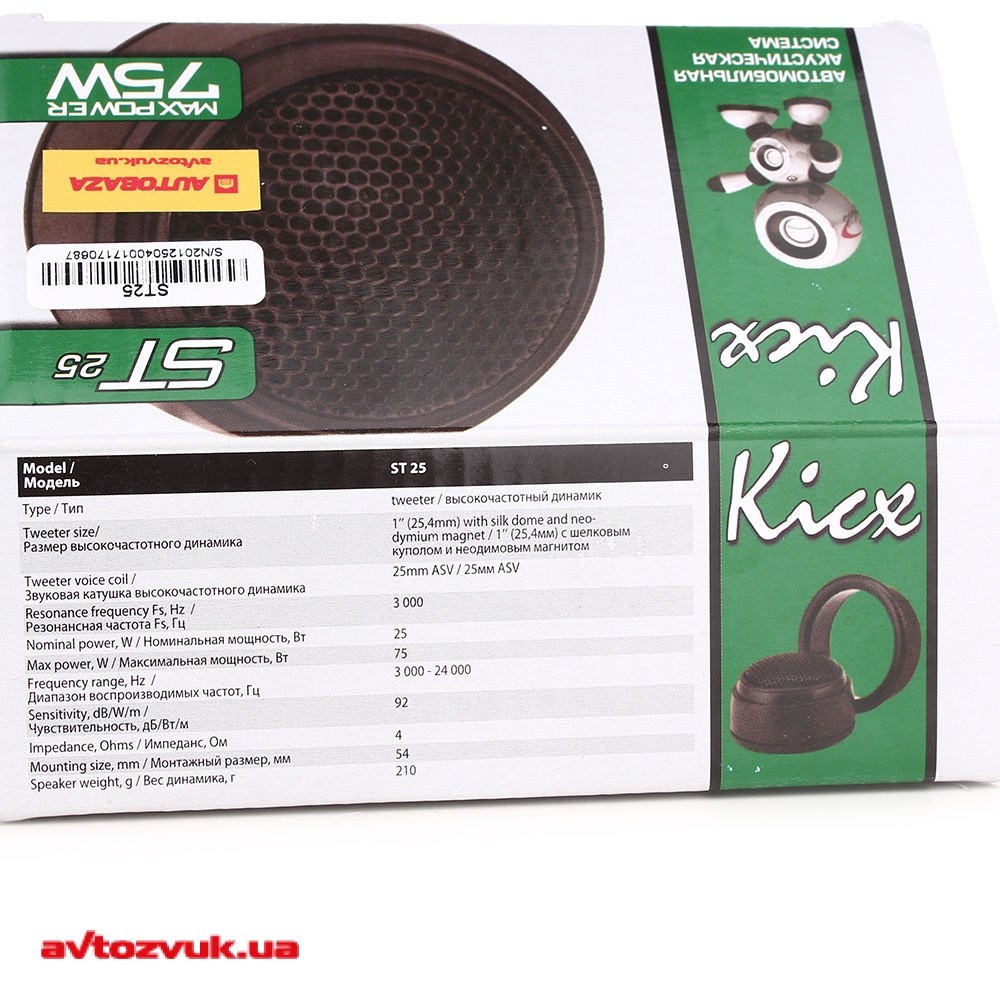 MAX POWER
75W
AUTOBAZA
avtozvuk.ua
ST25
S/N20125040017170687
ST 25
АВТОМОБИЛЬНАЯ
АКУСТИЧЕСКАЯ
СИСТЕМА
Kicx
Kicx
Model /
Модель
ST 25
Type / Тип
tweeter / высокочастотный динамик
Tweeter size/
Размер высокочастотного динамика
1’’ (25,4mm) with silk dome and neo-
dymium magnet / 1’’ (25,4мм) с шелковым
куполом и неодимовым магнитом
Tweeter voice coil /
Звуковая катушка высокочастотного динамика
25mm ASV / 25мм ASV
Resonance frequency Fs, Hz /
Резонансная частота Fs, Гц
3 000
Nominal power, W / Номинальная мощность, Вт
25
Max power, W / Максимальная мощность, Вт
75
Frequency range, Hz /
Диапазон воспроизводимых частот, Гц
3 000 - 24 000
Sensitivity, dB/W/m /
Чувствительность, дБ/Вт/м
92
Impedance, Ohms / Импеданс, Ом
4
Mounting size, mm / Монтажный размер, мм
54
Speaker weight, g / Вес динамика, г
210
avtozvuk.ua